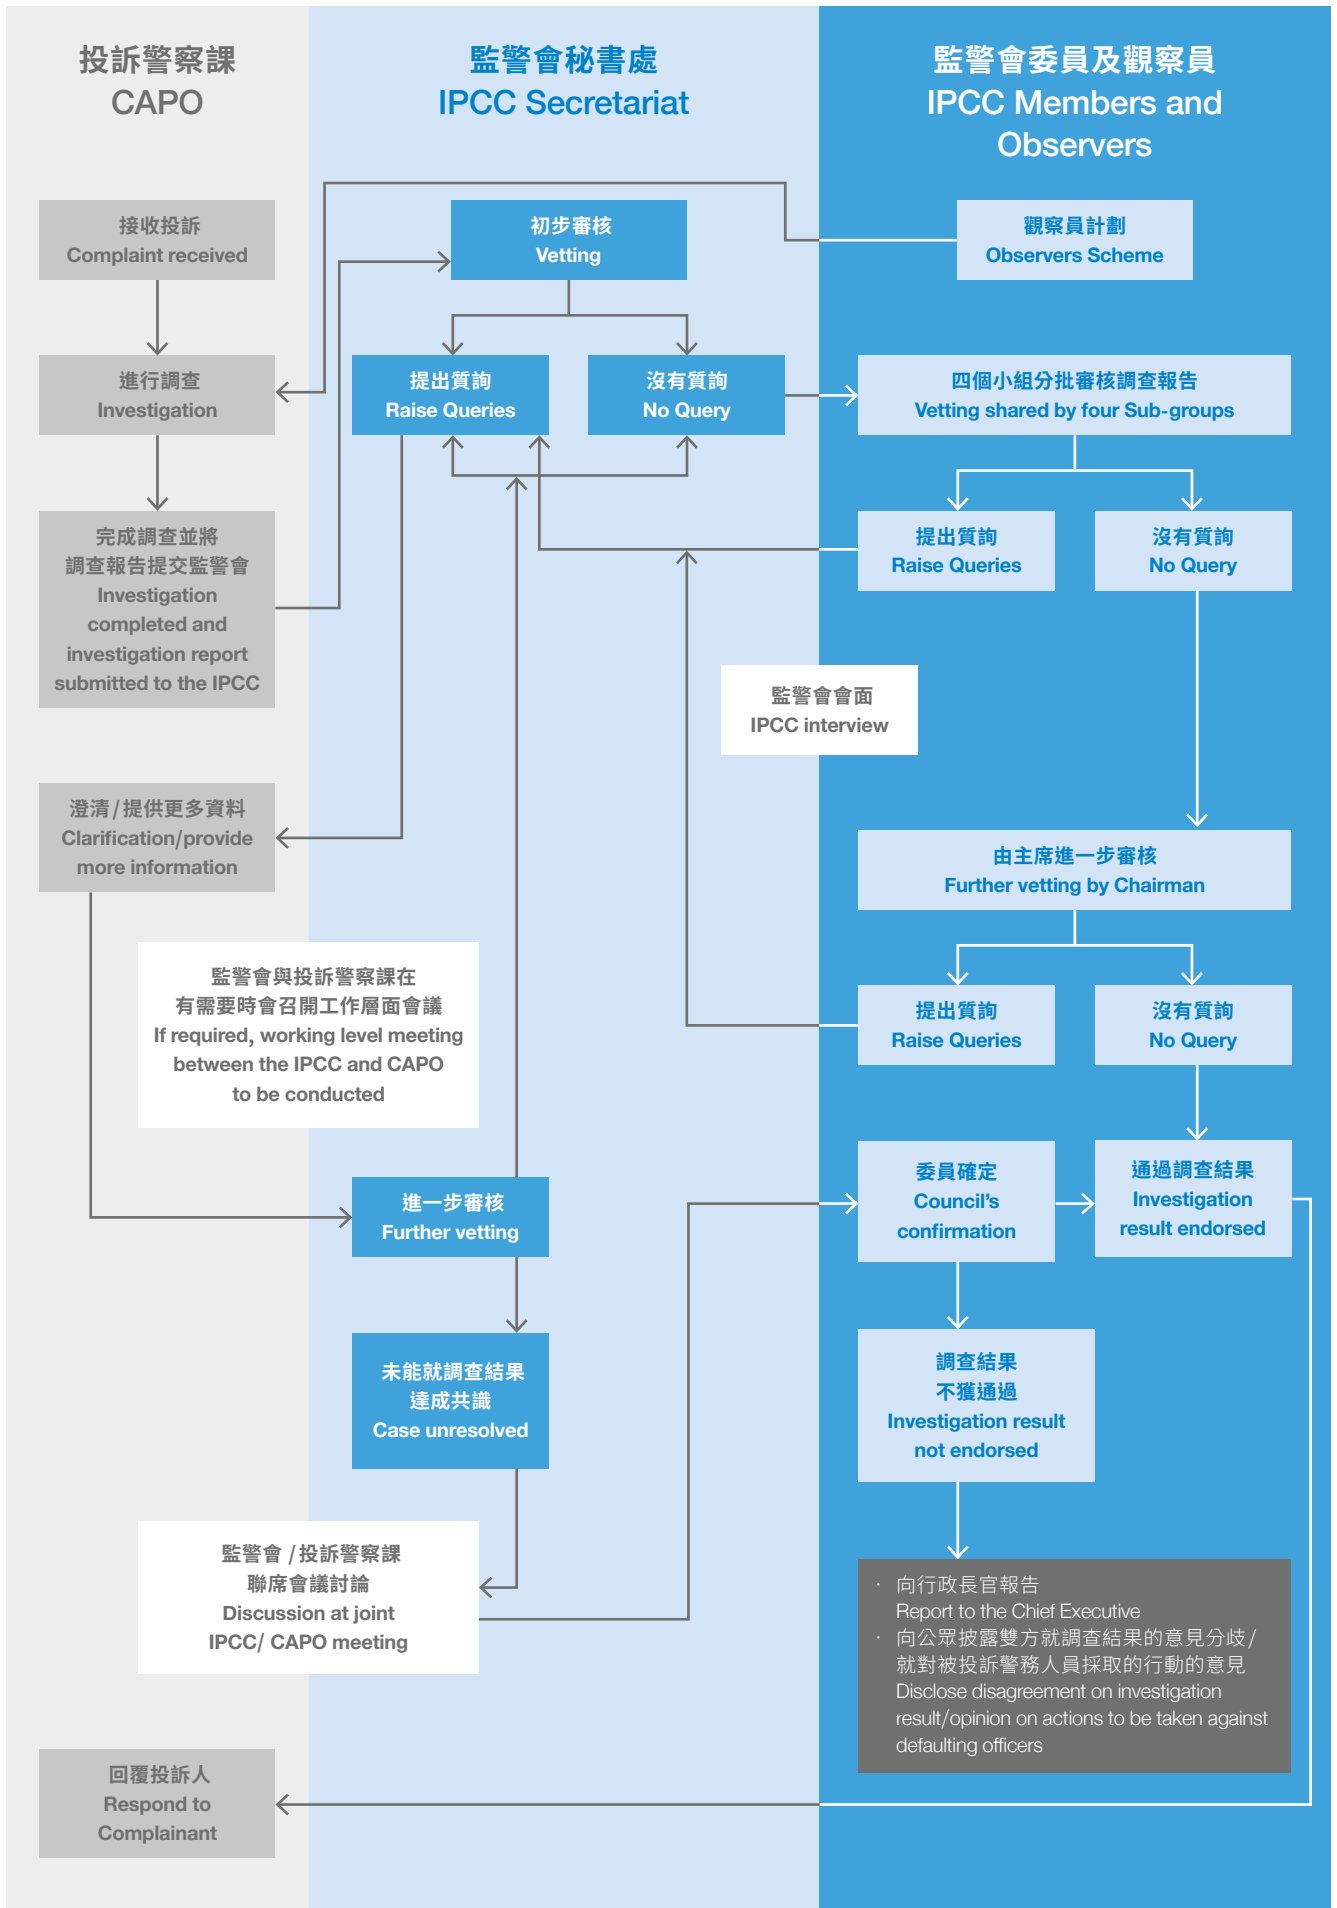 投訴警察課
CAPO
監警會秘書處
IPCC Secretariat
監警會委員及觀察員
IPCC Members and
Observers
接收投訴
Complaint received
初步審核
Vetting
觀察員計劃
Observers Scheme
進行調查
Investigation
提出質詢
Raise Queries
沒有質詢
No Query
四個小組分批審核調查報告
Vetting shared by four Sub-groups
完成調查並將
調查報告提交監警會
Investigation
completed and
investigation report
submitted to the IPCC
提出質詢
Raise Queries
沒有質詢
No Query
監警會會面
IPCC interview
澄清/提供更多資料
Clarification/provide
more information
由主席進一步審核
Further vetting by Chairman
監警會與投訴警察課在
有需要時會召開工作層面會議
If required, working level meeting
between the IPCC and CAPO
to be conducted
提出質詢
Raise Queries
沒有質詢
No Query
進一步審核
Further vetting
委員確定
Council's
confirmation
通過調查結果
Investigation
result endorsed
未能就調查結果
達成共識
Case unresolved
調查結果
不獲通過
Investigation result
not endorsed
監警會 /投訴警察課
聯席會議討論
Discussion at joint
IPCC/ CAPO meeting
· 向行政長官報告
Report to the Chief Executive
· 向公眾披露雙方就調查結果的意見分歧/
就對被投訴警務人員採取的行動的意見
Disclose disagreement on investigation
result/opinion on actions to be taken against
defaulting officers
回覆投訴人
Respond to
Complainant